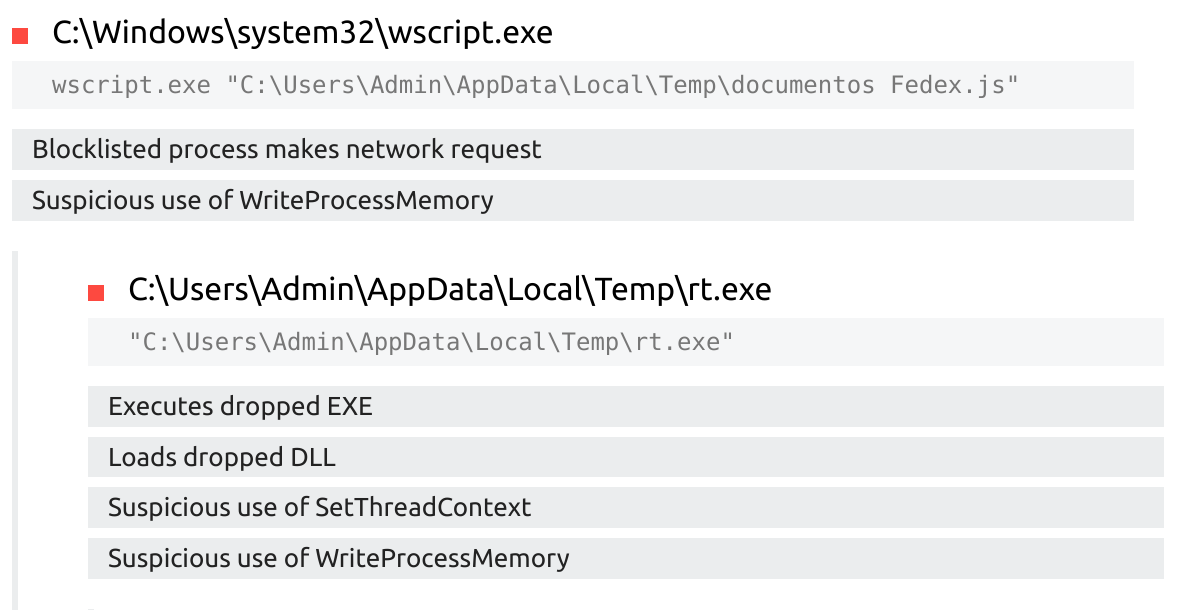 C:\Windows\system32\wscript.exe
wscript.exe "C:\Users\Admin\AppData\Local\Temp\documentos Fedex.js"
Blocklisted process makes network request
Suspicious use of WriteProcessMemory
C:\Users\Admin\AppData\Local\Temp\rt.exe
"C:\Users\Admin\AppData\Local\Temp\rt.exe"
Executes dropped EXE
Loads dropped DLL
Suspicious use of SetThreadContext
Suspicious use of WriteProcessMemory